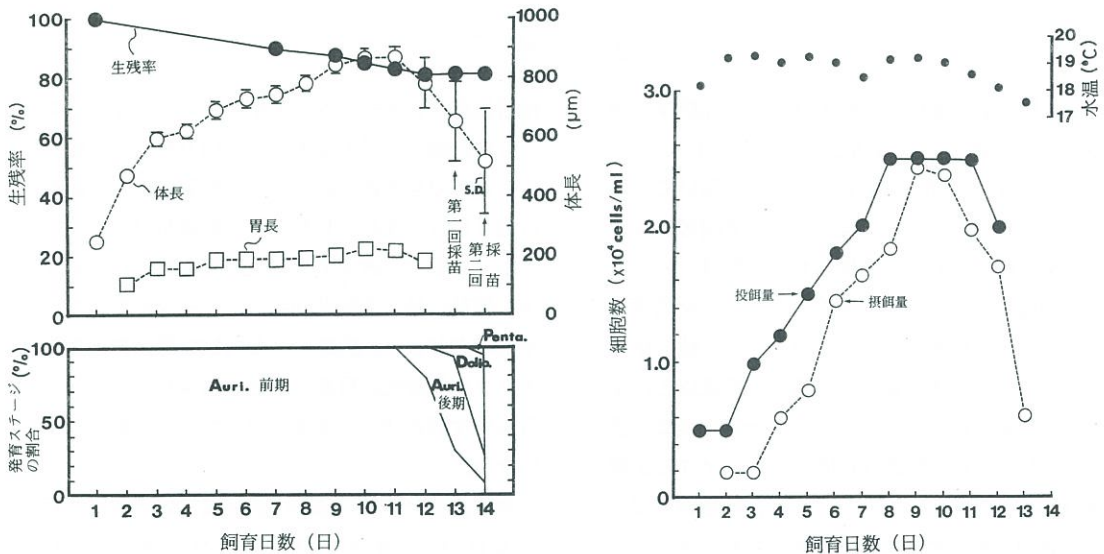 100
80
60
40
20
0
生残率 (%)
1000
800
600
400
200
0
体長 (μm)
生残率
体長
胃長
S.D.
第一回採苗
第二回採苗
100
50
0
発育ステージ(%)
の割合
Auri. 前期
Auri.
後期
Dolio.
Penta.
1 2 3 4 5 6 7 8 9 10 11 12 13 14
飼育日数 (日)
20
19
18
17
水温 (°C)
3.0
2.0
1.0
0
細胞数 (×10⁴cells/ml)
投餌量
摂餌量
1 2 3 4 5 6 7 8 9 10 11 12 13 14
飼育日数 (日)